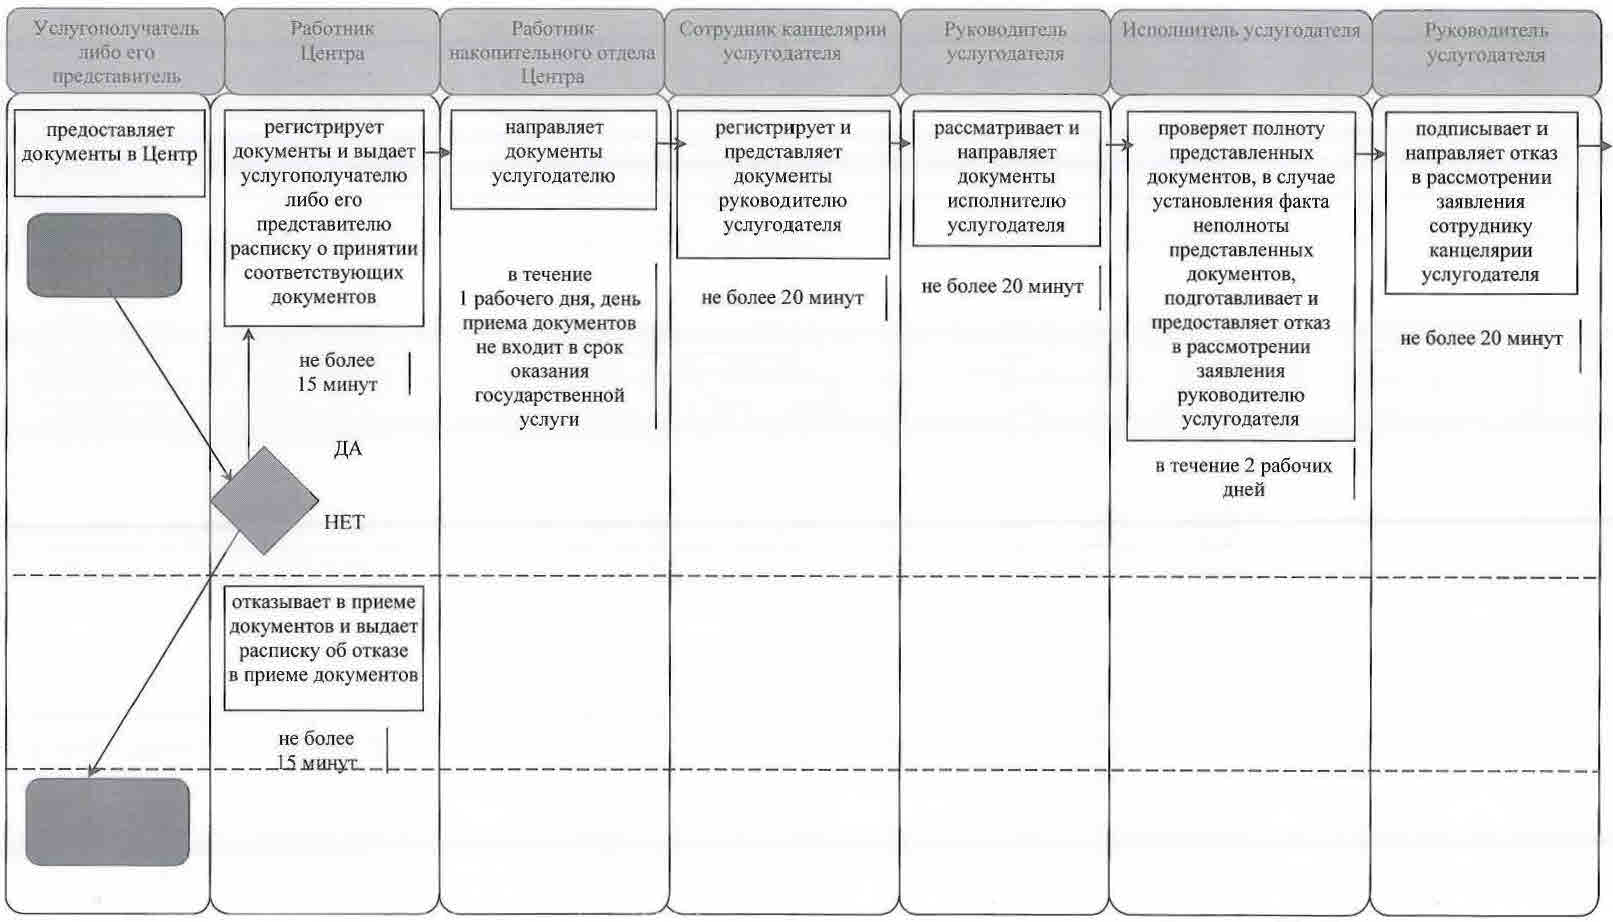 Услугополучатель
либо его
представитель
Работник
Центра
Работник
накопительного отдела
Центра
Сотрудник канцелярии
услугодателя
Руководитель
услугодателя
Исполнитель услугодателя
Руководитель
услугодателя
предоставляет
документы в Центр
регистрирует
документы и выдает
услугополучателю
либо его
представителю
расписку о принятии
соответствующих
документов
не более
15 минут
ДА
НЕТ
отказывает в приеме
документов и выдает
расписку об отказе
в приеме документов
не более
15 минут
направляет
документы
услугодателю
в течение
1 рабочего дня, день
приема документов
не входит в срок
оказания
государственной
услуги
регистрирует и
представляет
документы
руководителю
услугодателя
не более 20 минут
рассматривает и
направляет
документы
исполнителю
услугодателя
не более 20 минут
проверяет полноту
представленных
документов, в случае
установления факта
неполноты
представленных
документов,
подготавливает и
предоставляет отказ
в рассмотрении
заявления
руководителю
услугодателя
в течение 2 рабочих
дней
подписывает и
направляет отказ
в рассмотрении
заявления
сотруднику
канцелярии
услугодателя
не более 20 минут